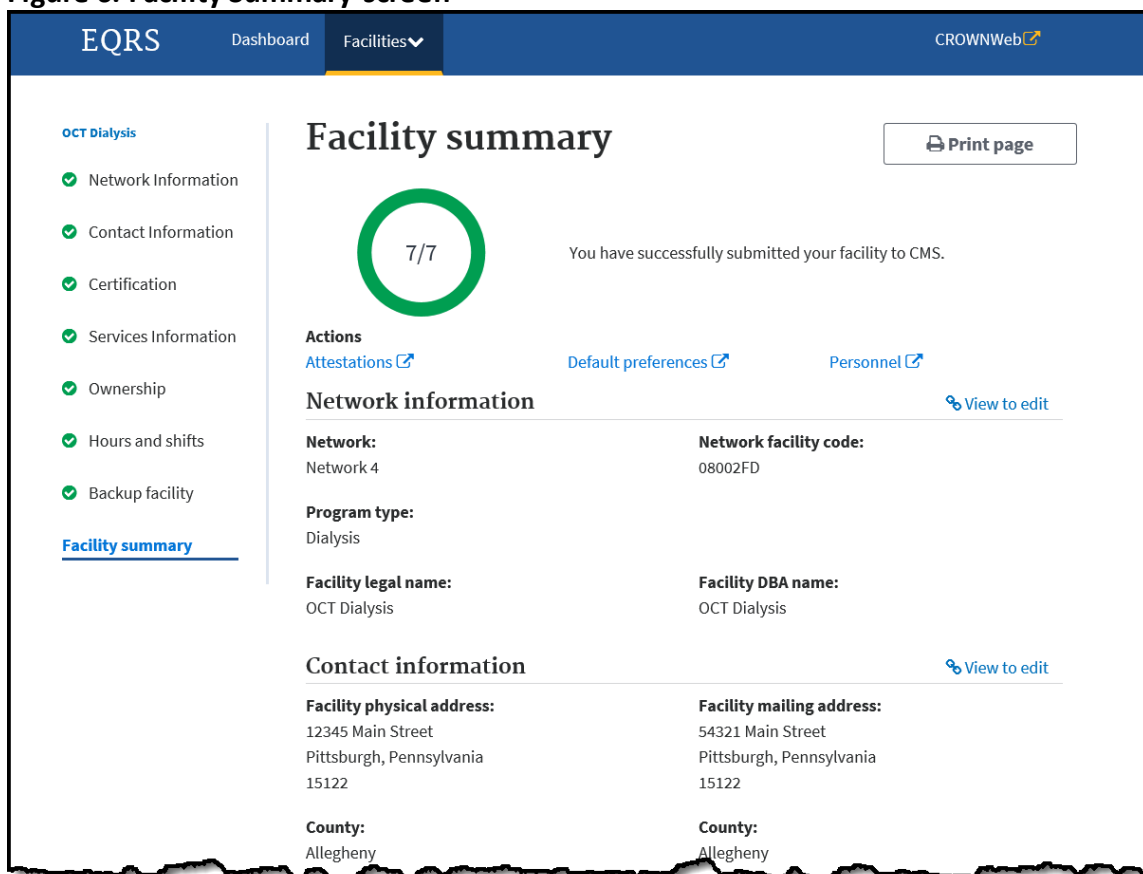 EQRS Dashboard Facilities CROWNWeb
OCT Dialysis
Network Information
Contact Information
Certification
Services Information
Ownership
Hours and shifts
Backup facility
Facility summary
Facility summary
Print page
7/7
You have successfully submitted your facility to CMS.
Actions
Attestations Default preferences Personnel
Network information View to edit
Network: Network facility code:
Network 4 08002FD
Program type:
Dialysis
Facility legal name: Facility DBA name:
OCT Dialysis OCT Dialysis
Contact information View to edit
Facility physical address: Facility mailing address:
12345 Main Street 54321 Main Street
Pittsburgh, Pennsylvania Pittsburgh, Pennsylvania
15122 15122
County: County:
Allegheny Allegheny